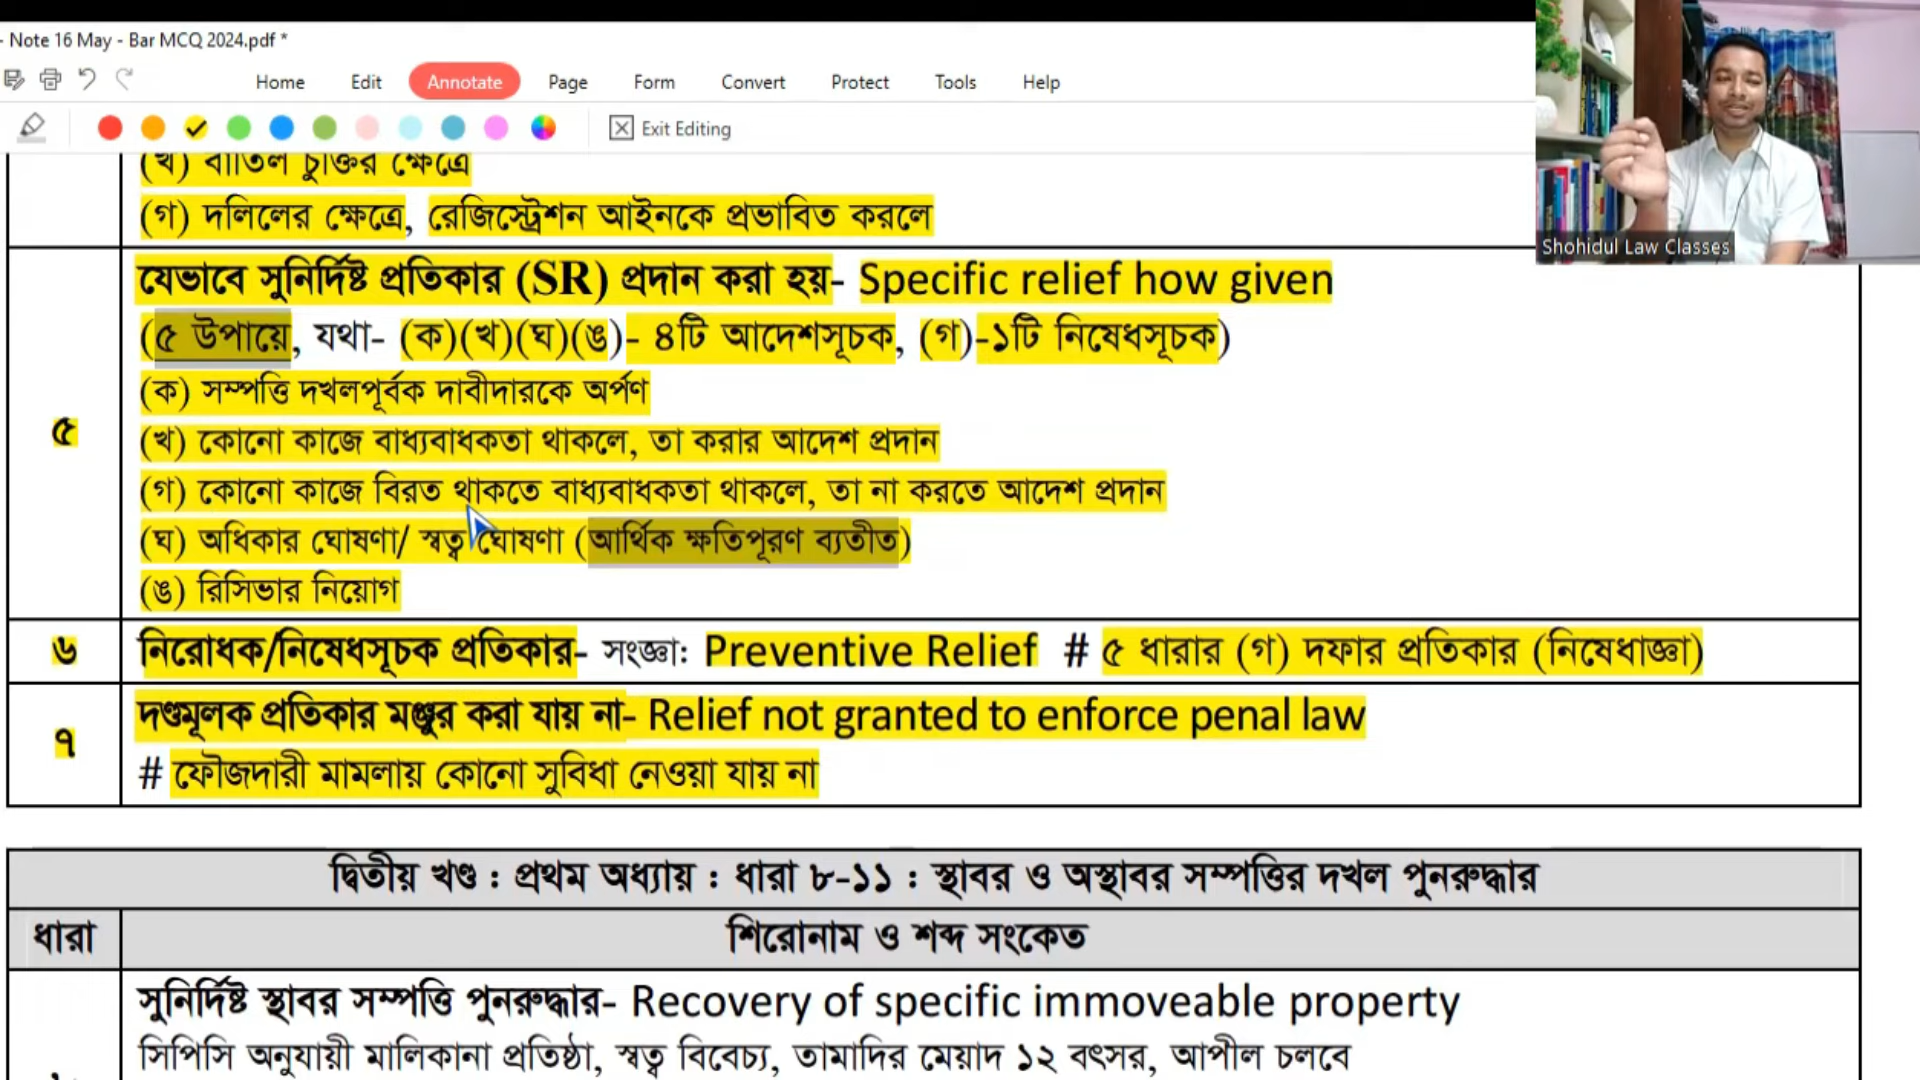 - Note 16 May - Bar MCQ 2024.pdf *
Home Edit Annotate Page Form Convert Protect Tools Help
Exit Editing
Shohidul Law Classes
(খ) বাতিল চুক্তির ক্ষেত্রে
(গ) দলিলের ক্ষেত্রে, রেজিস্ট্রেশন আইনকে প্রভাবিত করলে
যেভাবে সুনির্দিষ্ট প্রতিকার (SR) প্রদান করা হয়- Specific relief how given
(৫ উপায়ে, যথা- (ক)(খ)(ঘ)(ঙ)- ৪টি আদেশসূচক, (গ)-১টি নিষেধসূচক)
(ক) সম্পত্তি দখলপূর্বক দাবীদারকে অর্পণ
৫
(খ) কোনো কাজে বাধ্যবাধকতা থাকলে, তা করার আদেশ প্রদান
(গ) কোনো কাজে বিরত থাকতে বাধ্যবাধকতা থাকলে, তা না করতে আদেশ প্রদান
(ঘ) অধিকার ঘোষণা/ স্বত্ব ঘোষণা (আর্থিক ক্ষতিপূরণ ব্যতীত)
(ঙ) রিসিভার নিয়োগ
৬ নিরোধক/নিষেধসূচক প্রতিকার- সংজ্ঞা: Preventive Relief # ৫ ধারার (গ) দফার প্রতিকার (নিষেধাজ্ঞা)
৭ দণ্ডমূলক প্রতিকার মঞ্জুর করা যায় না- Relief not granted to enforce penal law
# ফৌজদারী মামলায় কোনো সুবিধা নেওয়া যায় না
দ্বিতীয় খণ্ড : প্রথম অধ্যায় : ধারা ৮-১১ : স্থাবর ও অস্থাবর সম্পত্তির দখল পুনরুদ্ধার
ধারা শিরোনাম ও শব্দ সংকেত
সুনির্দিষ্ট স্থাবর সম্পত্তি পুনরুদ্ধার- Recovery of specific immoveable property
সিপিসি অনুযায়ী মালিকানা প্রতিষ্ঠা, স্বত্ব বিবেচ্য, তামাদির মেয়াদ ১২ বৎসর, আপীল চলবে